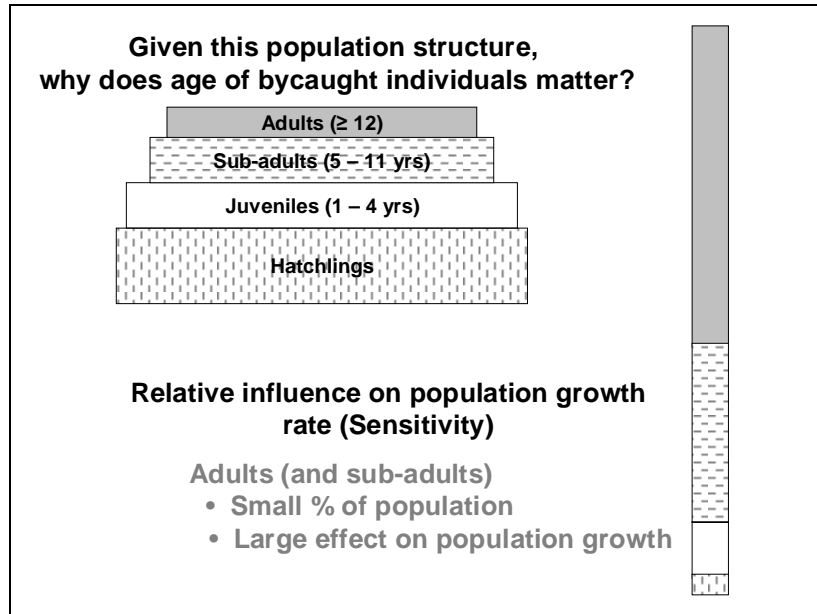 Given this population structure,
why does age of bycaught individuals matter?
Adults (≥ 12)
Sub-adults (5 – 11 yrs)
Juveniles (1 – 4 yrs)
Hatchlings
Relative influence on population growth
rate (Sensitivity)
Adults (and sub-adults)
• Small % of population
• Large effect on population growth